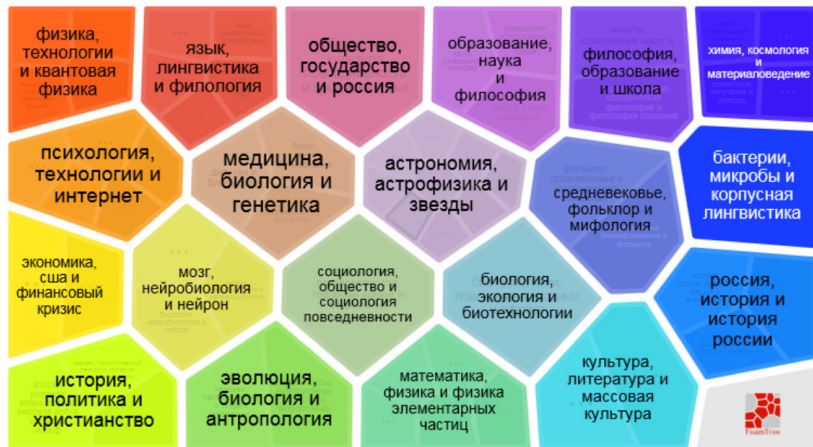 физика,
технологии
и квантовая
физика
язык,
лингвистика
и филология
общество,
государство
и россия
образование,
наука
и
философия
философия,
образование
и школа
химия, космология
и
материаловедение
психология,
технологии и
интернет
медицина,
биология и
генетика
астрономия,
астрофизика и
звезды
средневековье,
фольклор и
мифология
бактерии,
микробы и
корпусная
лингвистика
экономика,
сша и
финансовый
кризис
мозг,
нейробиология
и нейрон
социология,
общество и
социология
повседневности
биология,
экология и
биотехнологии
россия,
история и
история
россии
история,
политика и
христианство
эволюция,
биология и
антропология
математика,
физика и физика
элементарных
частиц
культура,
литература и
массовая
культура
FoamTree